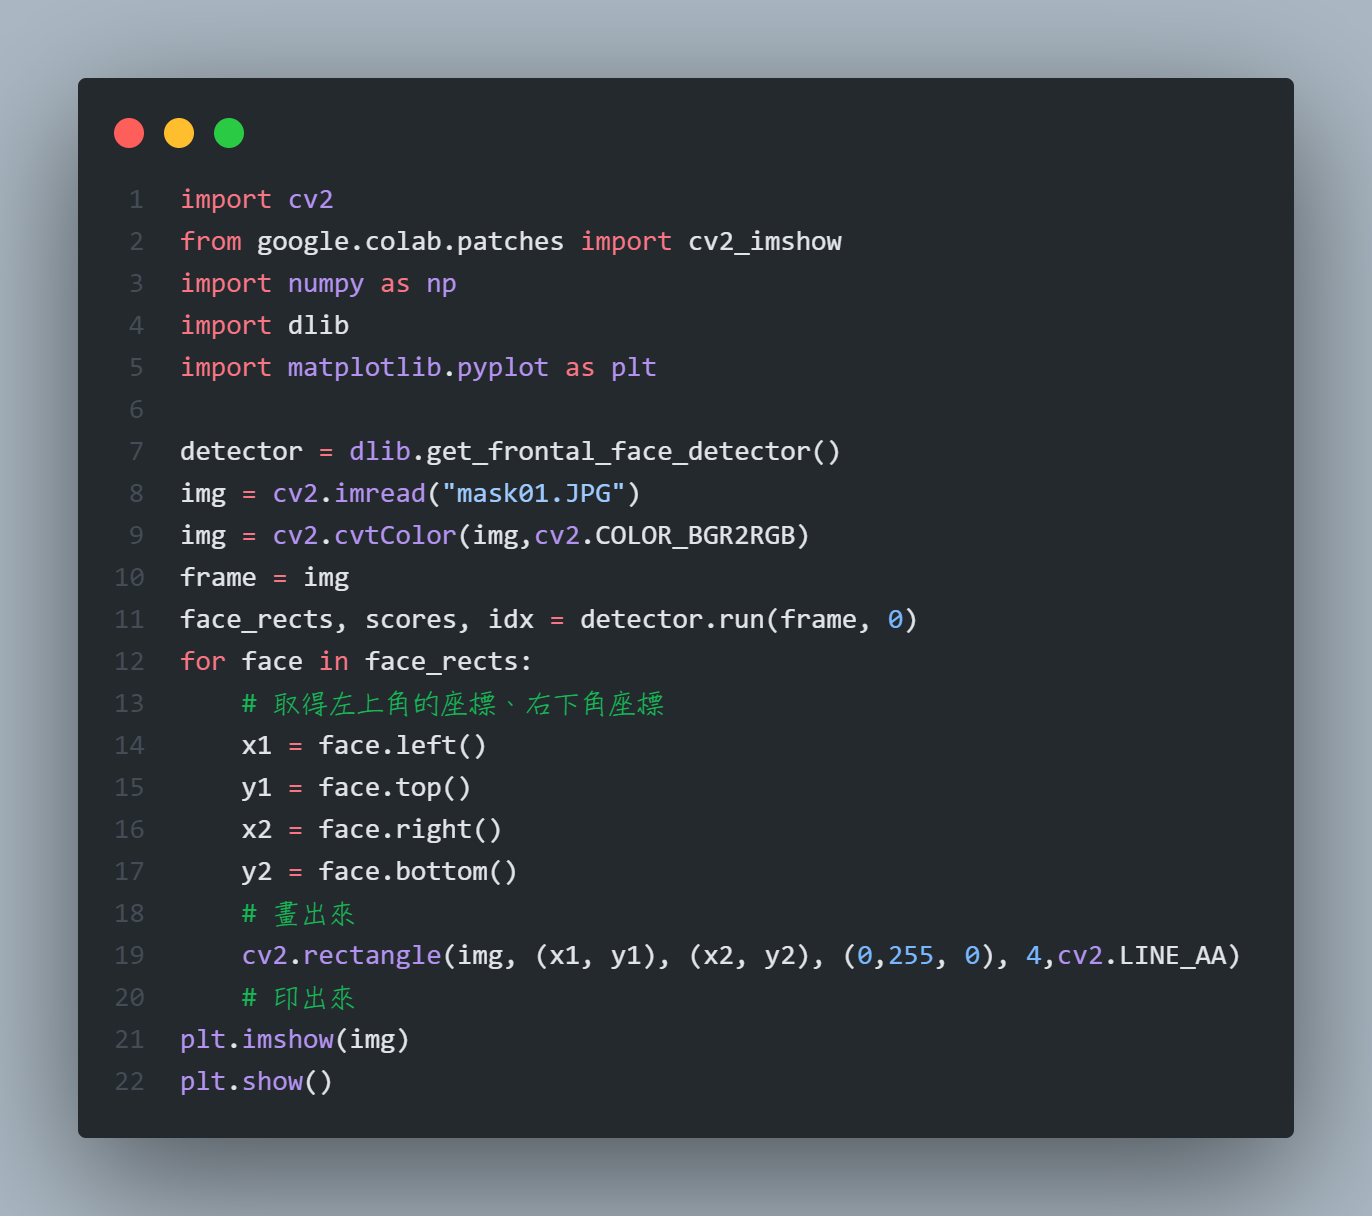 1 import cv2
2 from google.colab.patches import cv2_imshow
3 import numpy as np
4 import dlib
5 import matplotlib.pyplot as plt
6
7 detector = dlib.get_frontal_face_detector()
8 img = cv2.imread("mask01.JPG")
9 img = cv2.cvtColor(img,cv2.COLOR_BGR2RGB)
10 frame = img
11 face_rects, scores, idx = detector.run(frame, 0)
12 for face in face_rects:
13     # 取得左上角的座標、右下角座標
14     x1 = face.left()
15     y1 = face.top()
16     x2 = face.right()
17     y2 = face.bottom()
18     # 畫出來
19     cv2.rectangle(img, (x1, y1), (x2, y2), (0,255, 0), 4,cv2.LINE_AA)
20     # 印出來
21 plt.imshow(img)
22 plt.show()